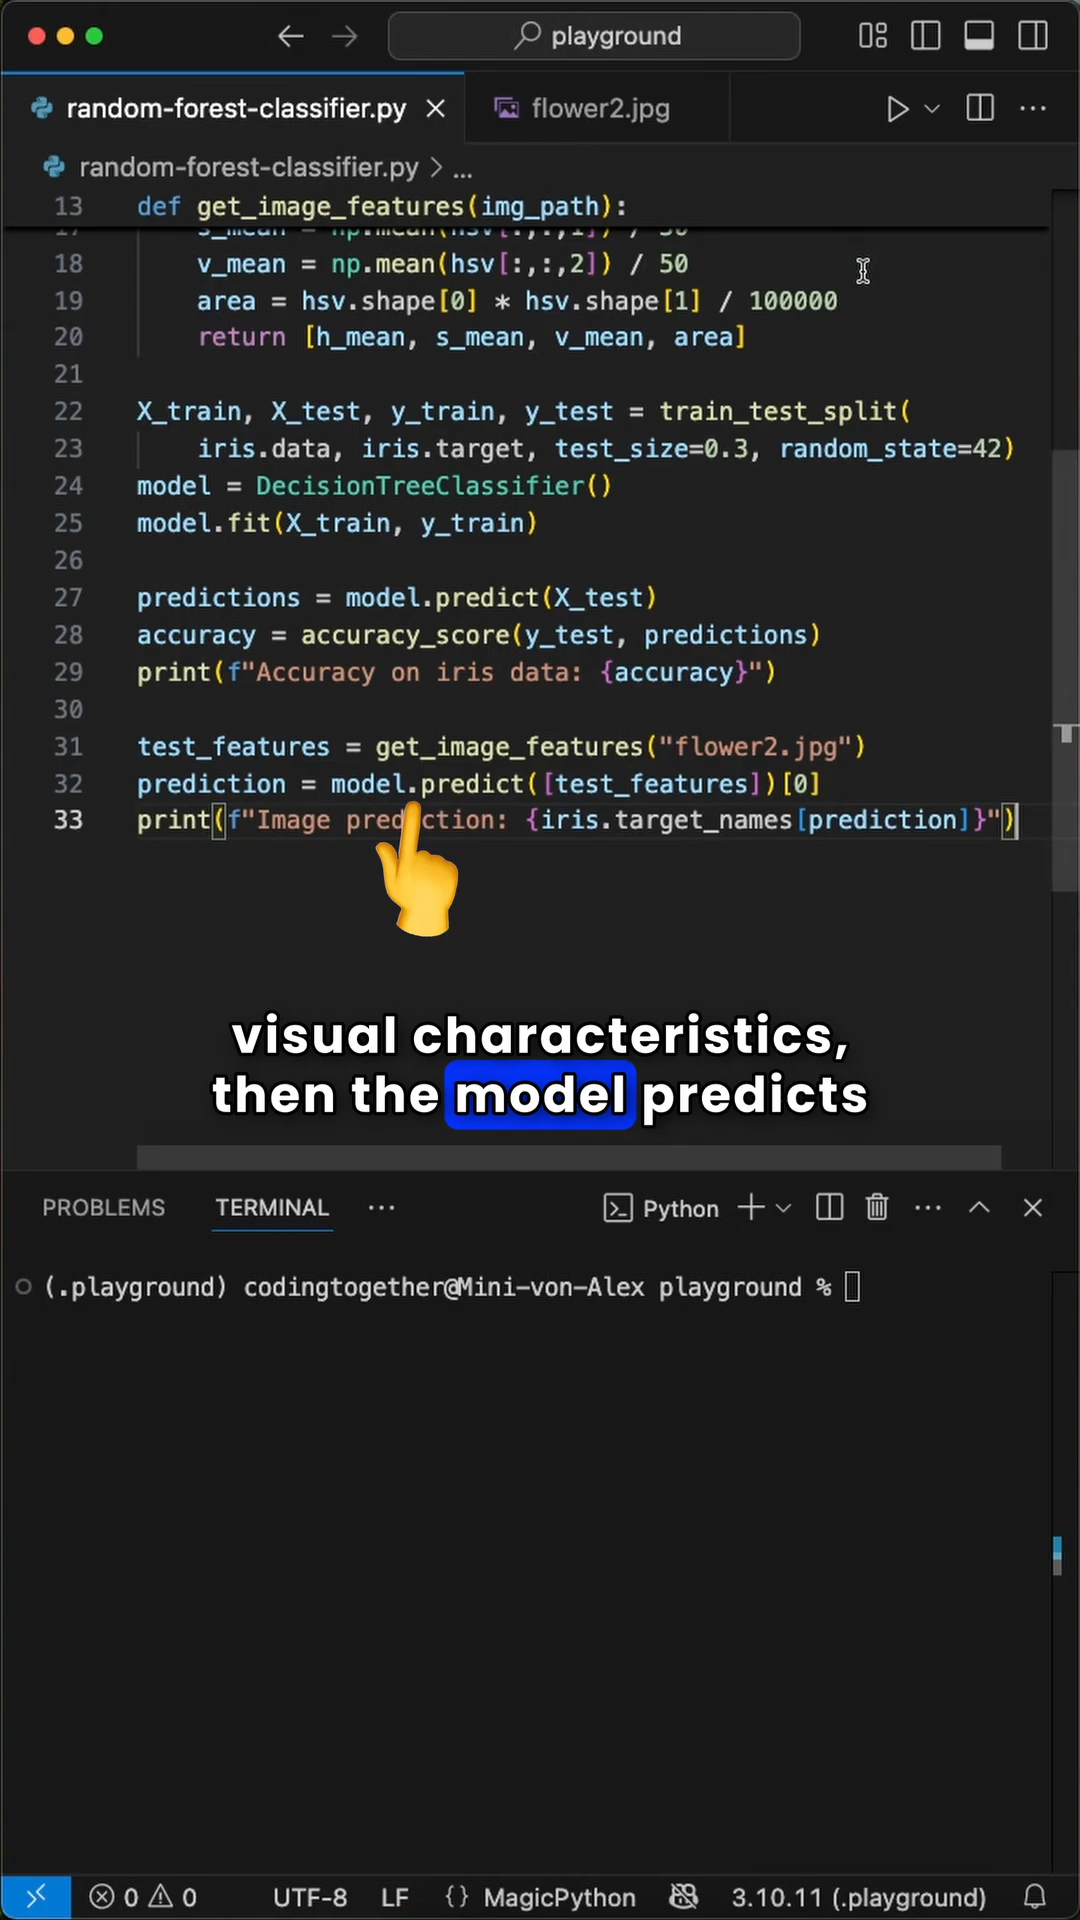 playground
random-forest-classifier.py
flower2.jpg
random-forest-classifier.py > ...
13 def get_image_features(img_path):
18 v_mean = np.mean(hsv[:,:,2]) / 50
19 area = hsv.shape[0] * hsv.shape[1] / 100000
20 return [h_mean, s_mean, v_mean, area]
21
22 X_train, X_test, y_train, y_test = train_test_split(
23 iris.data, iris.target, test_size=0.3, random_state=42)
24 model = DecisionTreeClassifier()
25 model.fit(X_train, y_train)
26
27 predictions = model.predict(X_test)
28 accuracy = accuracy_score(y_test, predictions)
29 print(f"Accuracy on iris data: {accuracy}")
30
31 test_features = get_image_features("flower2.jpg")
32 prediction = model.predict([test_features])[0]
33 print(f"Image prediction: {iris.target_names[prediction]}")
visual characteristics,
then the model predicts
PROBLEMS TERMINAL ... Python
(.playground) codingtogether@Mini-von-Alex playground %
0 0 UTF-8 LF {} MagicPython 3.10.11 (.playground)